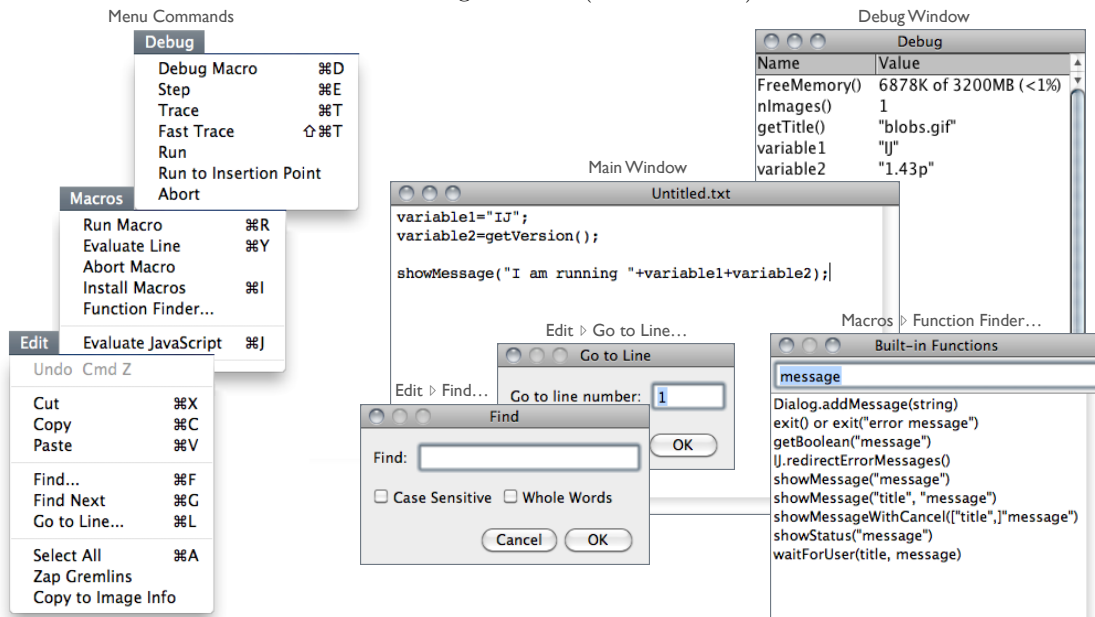 Menu Commands
Debug
Debug Macro ⌘D
Step ⌘E
Trace ⌘T
Fast Trace ⇧⌘T
Run
Run to Insertion Point
Abort
Macros
Run Macro ⌘R
Evaluate Line ⌘Y
Abort Macro
Install Macros ⌘I
Function Finder...
Evaluate JavaScript ⌘J
Edit
Undo Cmd Z
Cut ⌘X
Copy ⌘C
Paste ⌘V
Find... ⌘F
Find Next ⌘G
Go to Line... ⌘L
Select All ⌘A
Zap Gremlins
Copy to Image Info
Debug Window
Debug
Name Value
FreeMemory() 6878K of 3200MB (<1%)
nImages() 1
getTitle() "blobs.gif"
variable1 "IJ"
variable2 "1.43p"
Main Window
Untitled.txt
variable1="IJ";
variable2=getVersion();
showMessage("I am running "+variable1+variable2);
Edit ▷ Go to Line…
Go to Line
Go to line number: 1
OK
Edit ▷ Find…
Find
Find:
Case Sensitive Whole Words
Cancel OK
Macros ▷ Function Finder…
Built-in Functions
message
Dialog.addMessage(string)
exit() or exit("error message")
getBoolean("message")
IJ.redirectErrorMessages()
showMessage("message")
showMessage("title", "message")
showMessageWithCancel(["title",]"message")
showStatus("message")
waitForUser(title, message)